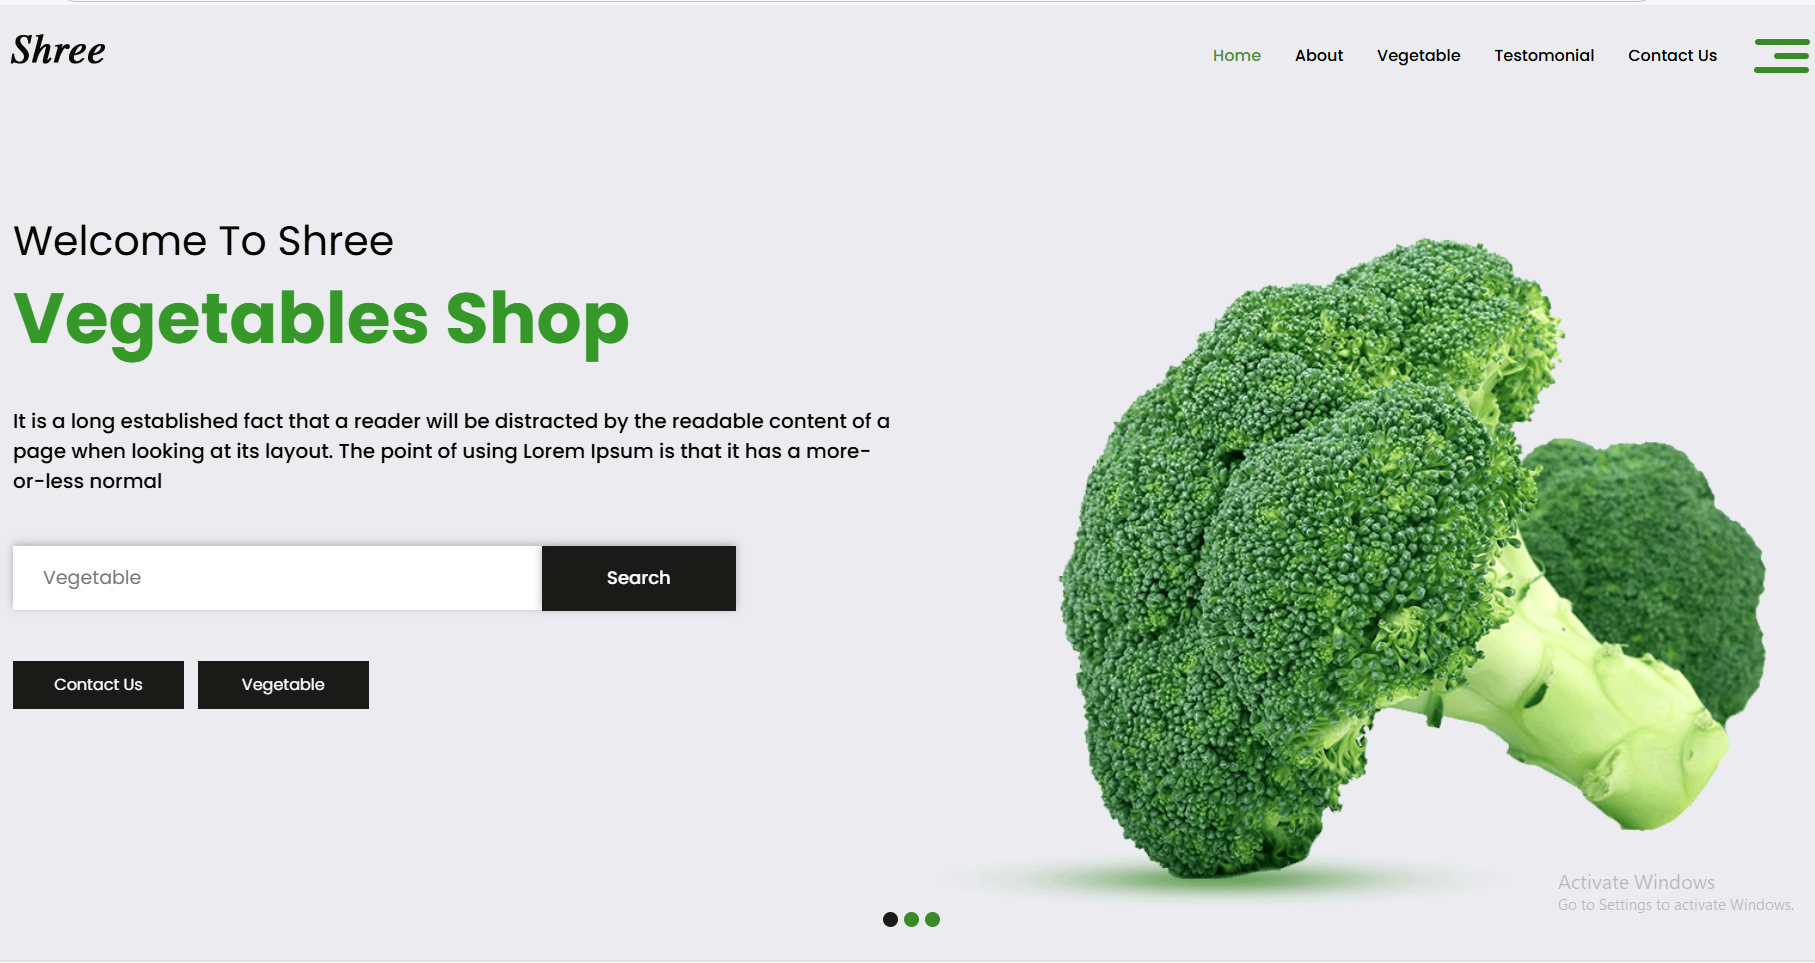 Shree
Home About Vegetable Testomonial Contact Us
Welcome To Shree
Vegetables Shop
It is a long established fact that a reader will be distracted by the readable content of a
page when looking at its layout. The point of using Lorem Ipsum is that it has a more-
or-less normal
Vegetable Search
Contact Us Vegetable
Activate Windows
Go to Settings to activate Windows.